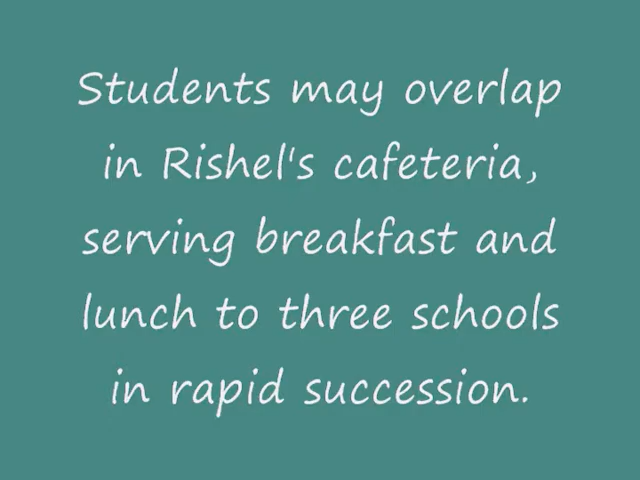 Students may overlap
in Rishel's cafeteria,
serving breakfast and
lunch to three schools
in rapid succession.